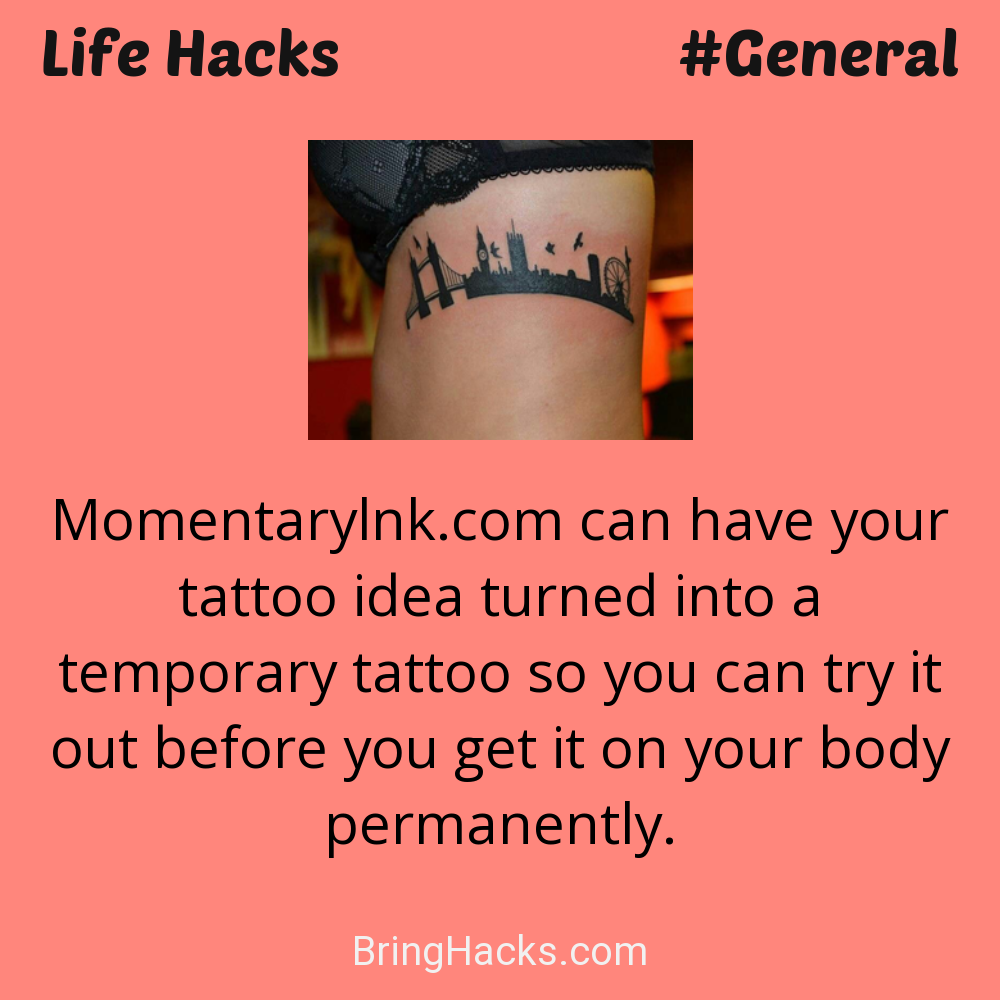 Life Hacks #General
MomentaryInk.com can have your
tattoo idea turned into a
temporary tattoo so you can try it
out before you get it on your body
permanently.
BringHacks.com